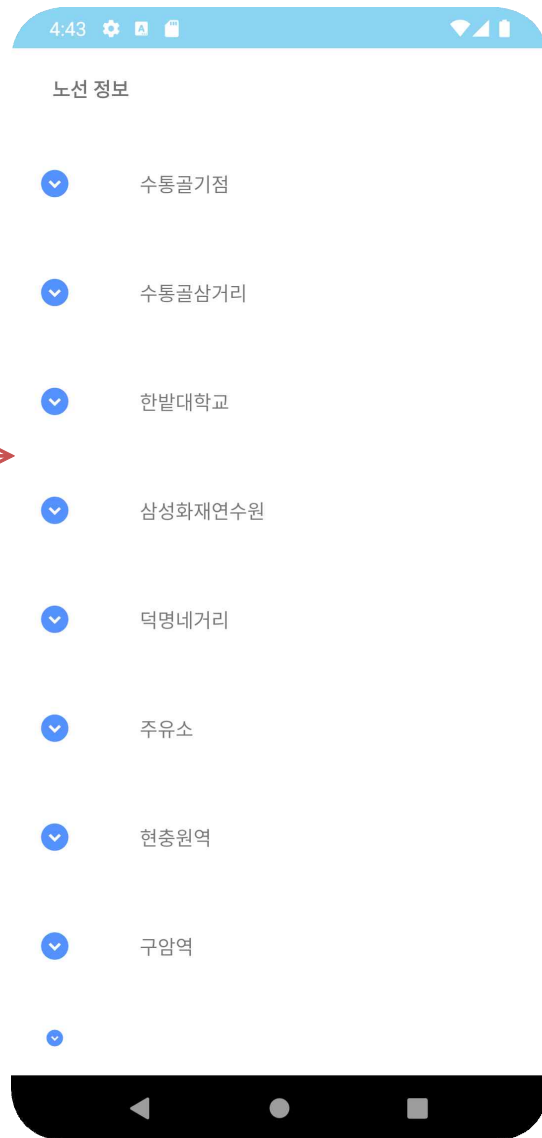 4:43
A
노선 정보
수통골기점
수통골삼거리
한밭대학교
삼성화재연수원
덕명네거리
주유소
현충원역
구암역